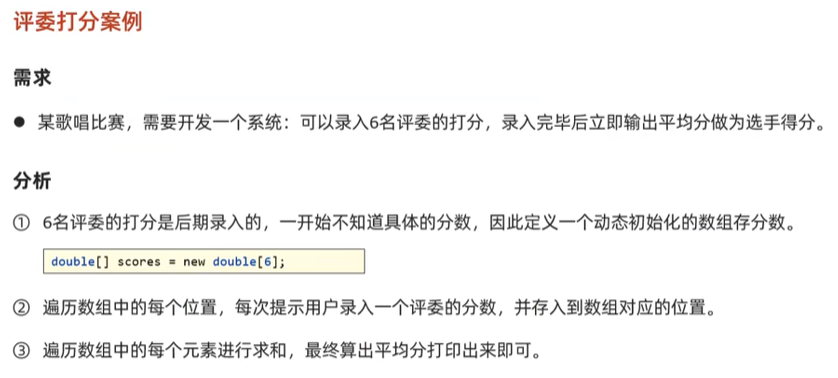 评委打分案例
需求
● 某歌唱比赛，需要开发一个系统：可以录入6名评委的打分，录入完毕后立即输出平均分做为选手得分。
分析
① 6名评委的打分是后期录入的，一开始不知道具体的分数，因此定义一个动态初始化的数组存分数。
double[] scores = new double[6];
② 遍历数组中的每个位置，每次提示用户录入一个评委的分数，并存入到数组对应的位置。
③ 遍历数组中的每个元素进行求和，最终算出平均分打印出来即可。